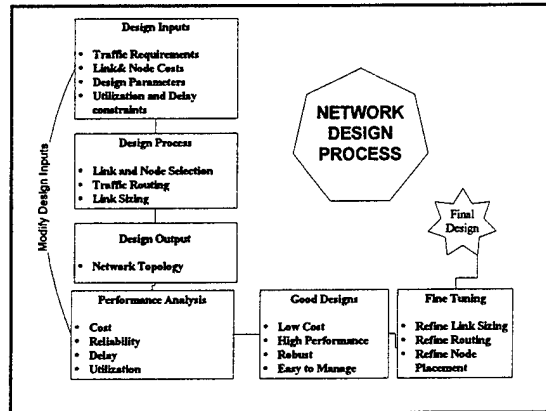 Design Inputs
• Traffic Requirements
• Link& Node Costs
• Design Parameters
• Utilization and Delay
constraints
NETWORK
DESIGN
PROCESS
Modify Design Inputs
Design Process
• Link and Node Selection
• Traffic Routing
• Link Sizing
Final
Design
Design Output
• Network Topology
Performance Analysis
• Cost
• Reliability
• Delay
• Utilization
Good Designs
• Low Cost
• High Performance
• Robust
• Easy to Manage
Fine Tuning
• Refine Link Sizing
• Refine Routing
• Refine Node
Placement